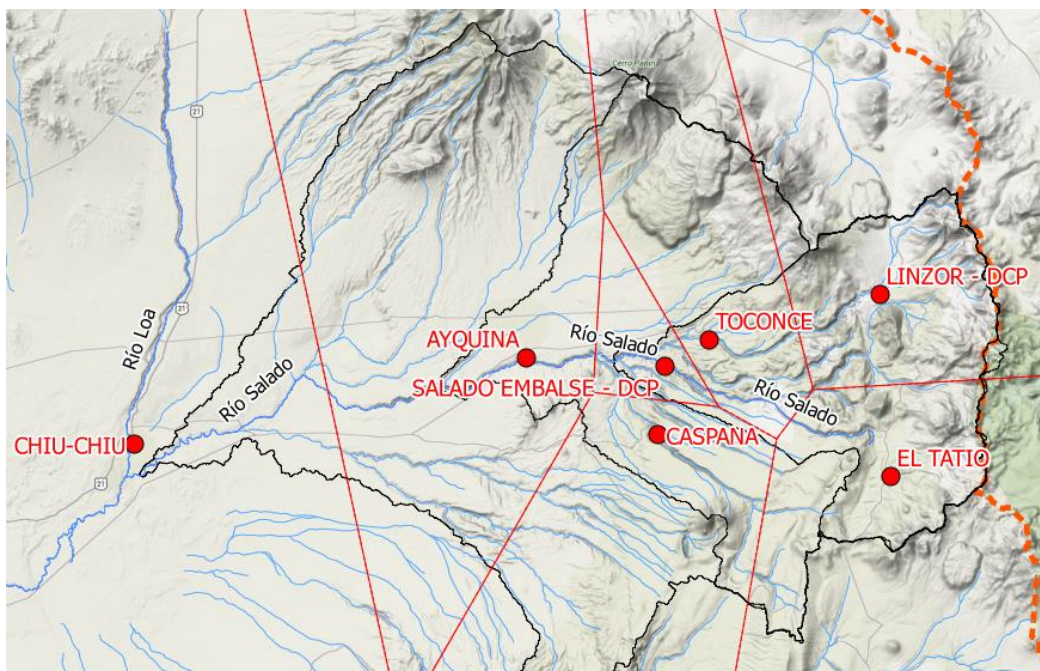 Cerro Pailiri
21
21
21
Río Loa
Río Salado
Río Salado
Río Salado
LINZOR - DCP
TOCONCE
AYQUINA
SALADO EMBALSE - DCP
CASPANA
CHIU-CHIU
EL TATIO